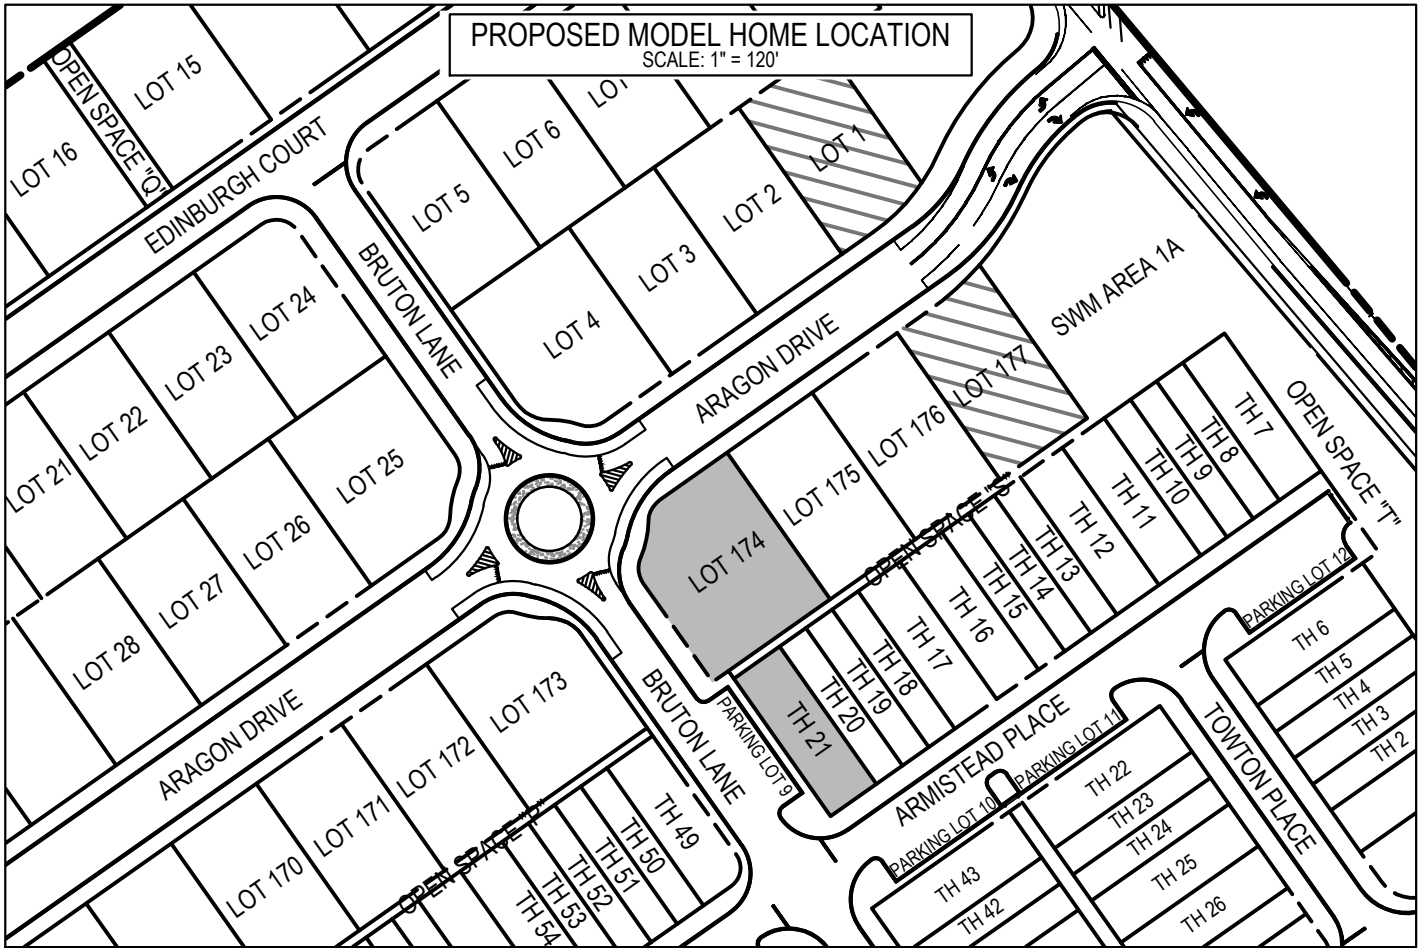 PROPOSED MODEL HOME LOCATION
SCALE: 1" = 120'
OPEN SPACE "Q"
LOT 15
LOT 16
EDINBURGH COURT
LOT 5
LOT 6
LOT
LOT 1
LOT 2
LOT 3
LOT 4
BRUTON LANE
ARAGON DRIVE
SWM AREA 1A
LOT 24
LOT 23
LOT 22
LOT 21
LOT 25
LOT 26
LOT 27
LOT 28
LOT 177
LOT 176
LOT 175
LOT 174
OPEN SPACE "S"
OPEN SPACE "T"
TH 7
TH 8
TH 9
TH 10
TH 11
TH 12
TH 13
TH 14
TH 15
TH 16
TH 17
TH 18
TH 19
TH 20
TH 21
PARKING LOT 12
PARKING LOT 9
ARAGON DRIVE
LOT 173
LOT 172
LOT 171
LOT 170
OPEN SPACE "P"
BRUTON LANE
ARMISTEAD PLACE
TOWTON PLACE
PARKING LOT 11
PARKING LOT 10
TH 6
TH 5
TH 4
TH 3
TH 2
TH 22
TH 23
TH 24
TH 25
TH 26
TH 43
TH 42
TH 49
TH 50
TH 51
TH 52
TH 53
TH 54